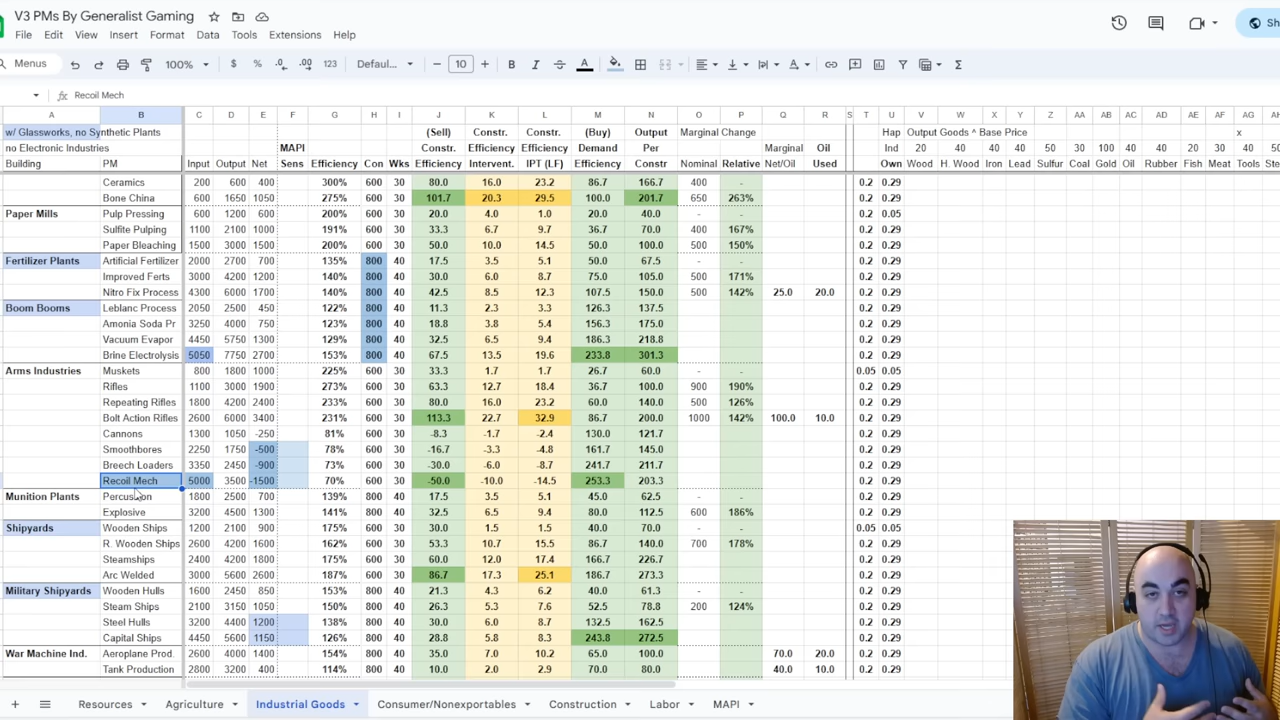 V3 PMs By Generalist Gaming
File Edit View Insert Format Data Tools Extensions Help
Menus 100% $ % .0 .00 123 Defaul... 10 B I A
Recoil Mech
A B C D E F G H I J K L M N O P Q R S T U V W X Y Z AA AB AC AD AE AF AG AH
w/ Glassworks, no Synthetic Plants (Sell) Constr. Constr. (Buy) Output Marginal Change Hap Output Goods ^ Base Price x
no Electronic Industries MAPI Constr. Efficiency Efficiency Demand Per Marginal Oil Ind 20 40 40 40 50 30 100 40 40 20 30 40 50
Building PM Input Output Net Sens Efficiency Con Wks Efficiency Intervent. IPT (LF) Efficiency Constr Nominal Relative Net/Oil Used Own Wood H. Wood Iron Lead Sulfur Coal Gold Oil Rubber Fish Meat Tools Ste
Ceramics 200 600 400 300% 600 30 80.0 16.0 23.2 86.7 166.7 400 - 0.2 0.29
Bone China 600 1650 1050 275% 600 30 101.7 20.3 29.5 100.0 201.7 650 263% 0.2 0.29
Paper Mills Pulp Pressing 600 1200 600 200% 600 30 20.0 4.0 1.0 20.0 40.0 - - 0.2 0.05
Sulfite Pulping 1100 2100 1000 191% 600 30 33.3 6.7 9.7 36.7 70.0 400 167% 0.2 0.29
Paper Bleaching 1500 3000 1500 200% 600 30 50.0 10.0 14.5 50.0 100.0 500 150% 0.2 0.29
Fertilizer Plants Artificial Fertilizer 2000 2700 700 135% 800 40 17.5 3.5 5.1 50.0 67.5 - - 0.2 0.29
Improved Ferts 3000 4200 1200 140% 800 40 30.0 6.0 8.7 75.0 105.0 500 171% 0.2 0.29
Nitro Fix Process 4300 6000 1700 140% 800 40 42.5 8.5 12.3 107.5 150.0 500 142% 25.0 20.0 0.2 0.29
Boom Booms Leblanc Process 2050 2500 450 122% 800 40 11.3 2.3 3.3 126.3 137.5 0.2 0.29
Amonia Soda Pr 3250 4000 750 123% 800 40 18.8 3.8 5.4 156.3 175.0 0.2 0.29
Vacuum Evapor 4450 5750 1300 129% 800 40 32.5 6.5 9.4 186.3 218.8 0.2 0.29
Brine Electrolysis 5050 7750 2700 153% 800 40 67.5 13.5 19.6 233.8 301.3 0.2 0.29
Arms Industries Muskets 800 1800 1000 225% 600 30 33.3 1.7 1.7 26.7 60.0 - - 0.05 0.05
Rifles 1100 3000 1900 273% 600 30 63.3 12.7 18.4 36.7 100.0 900 190% 0.2 0.29
Repeating Rifles 1800 4200 2400 233% 600 30 80.0 16.0 23.2 60.0 140.0 500 126% 0.2 0.29
Bolt Action Rifles 2600 6000 3400 231% 600 30 113.3 22.7 32.9 86.7 200.0 1000 142% 100.0 10.0 0.2 0.29
Cannons 1300 1050 -250 81% 600 30 -8.3 -1.7 -2.4 130.0 121.7 0.2 0.29
Smoothbores 2250 1750 -500 78% 600 30 -16.7 -3.3 -4.8 161.7 145.0 0.2 0.29
Breech Loaders 3350 2450 -900 73% 600 30 -30.0 -6.0 -8.7 241.7 211.7 0.2 0.29
Recoil Mech 5000 3500 -1500 70% 600 30 -50.0 -10.0 -14.5 253.3 203.3 0.2 0.29
Munition Plants Percussion 1800 2500 700 139% 600 30 17.5 3.5 5.1 45.0 62.5 - - 0.2 0.29
Explosive 3200 4500 1300 141% 600 30 32.5 6.5 9.4 80.0 112.5 600 186% 0.2 0.29
Shipyards Wooden Ships 1200 2100 900 175% 600 30 30.0 1.5 1.5 40.0 70.0 - - 0.05 0.05
R. Wooden Ships 2600 4200 1600 162% 600 30 53.3 10.7 15.5 86.7 140.0 700 178% 0.2 0.29
Steamships 2400 4200 1800 175% 600 30 60.0 12.0 17.4 166.7 226.7 0.2 0.29
Arc Welded 3000 5600 2600 187% 600 30 86.7 17.3 25.1 186.7 273.3 0.2 0.29
Military Shipyards Wooden Hulls 1600 2450 850 153% 800 40 21.3 4.3 6.2 40.0 61.3 - - 0.2 0.29
Steam Ships 2100 3150 1050 150% 800 40 26.3 5.3 7.6 52.5 78.8 200 124% 0.2 0.29
Steel Hulls 3200 4400 1200 138% 800 40 30.0 6.0 8.7 132.5 162.5 0.2 0.29
Capital Ships 4450 5600 1150 126% 800 40 28.8 5.8 8.3 243.8 272.5 0.2 0.29
War Machine Ind. Aeroplane Prod. 2600 4000 1400 154% 800 40 35.0 7.0 10.2 65.0 100.0 70.0 20.0 0.2 0.29
Tank Production 2800 3200 400 114% 800 40 10.0 2.0 2.9 70.0 80.0 40.0 10.0 0.2 0.29
Resources Agriculture Industrial Goods Consumer/Nonexportables Construction Labor MAPI